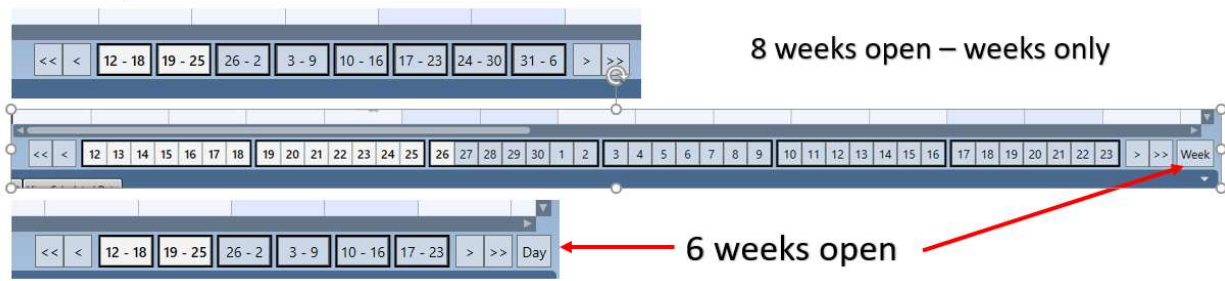 << < 12 - 18 19 - 25 26 - 2 3 - 9 10 - 16 17 - 23 24 - 30 31 - 6 > >>
8 weeks open – weeks only
<< < 12 13 14 15 16 17 18 19 20 21 22 23 24 25 26 27 28 29 30 1 2 3 4 5 6 7 8 9 10 11 12 13 14 15 16 17 18 19 20 21 22 23 > >> Week
<< < 12 - 18 19 - 25 26 - 2 3 - 9 10 - 16 17 - 23 > >> Day
6 weeks open